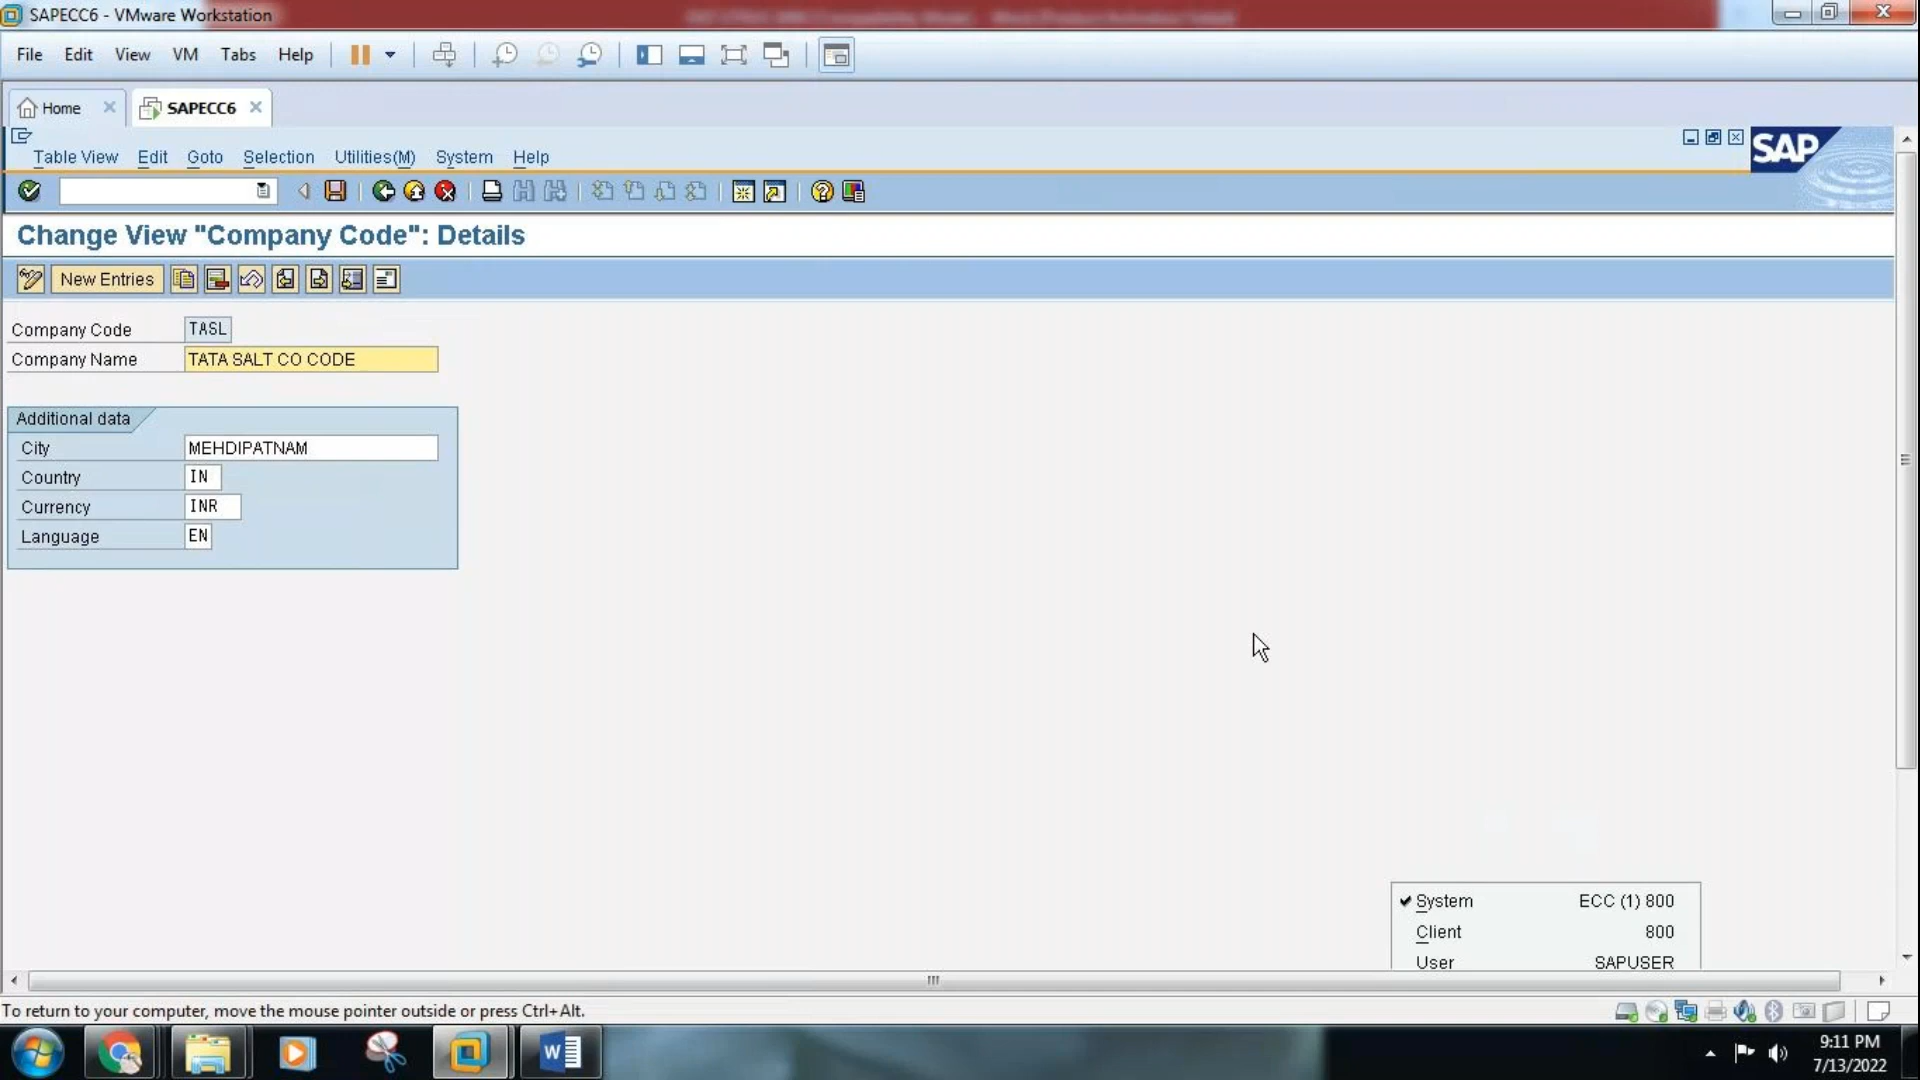 SAPECC6 - VMware Workstation
File Edit View VM Tabs Help
Home SAPECC6
Table View Edit Goto Selection Utilities(M) System Help
SAP
Change View "Company Code": Details
New Entries
Company Code TASL
Company Name TATA SALT CO CODE
Additional data
City MEHDIPATNAM
Country IN
Currency INR
Language EN
System ECC (1) 800
Client 800
User SAPUSER
To return to your computer, move the mouse pointer outside or press Ctrl+Alt.
9:11 PM
7/13/2022